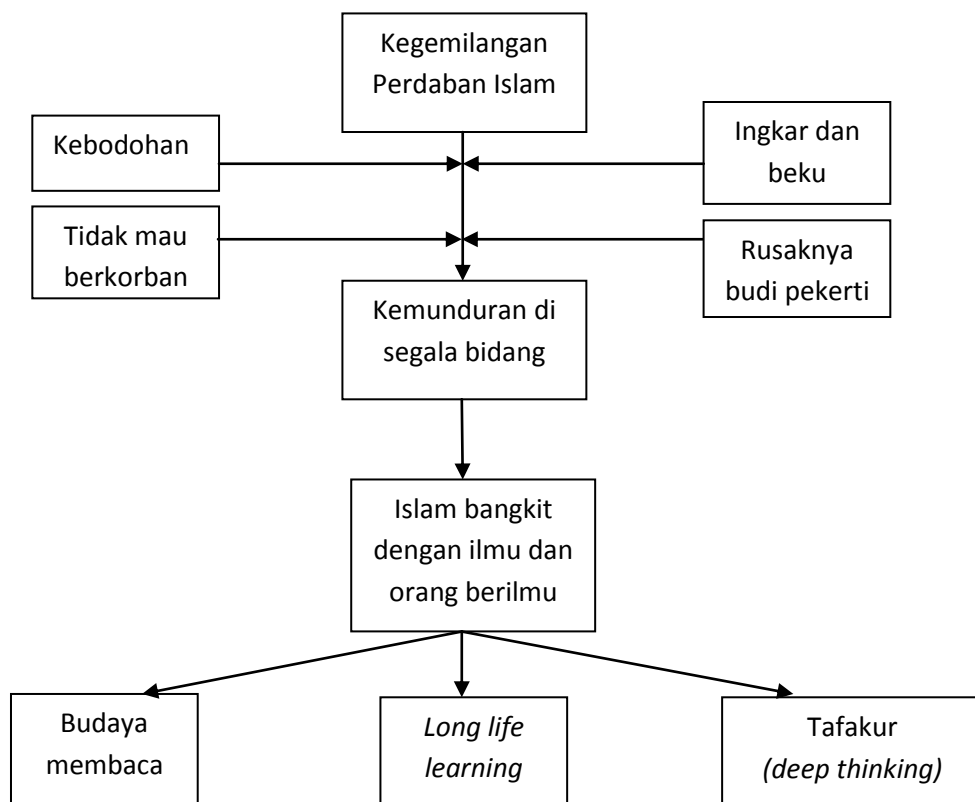 Kegemilangan
Perdaban Islam
Kebodohan
Ingkar dan
beku
Tidak mau
berkorban
Rusaknya
budi pekerti
Kemunduran di
segala bidang
Islam bangkit
dengan ilmu dan
orang berilmu
Budaya
membaca
Long life
learning
Tafakur
(deep thinking)